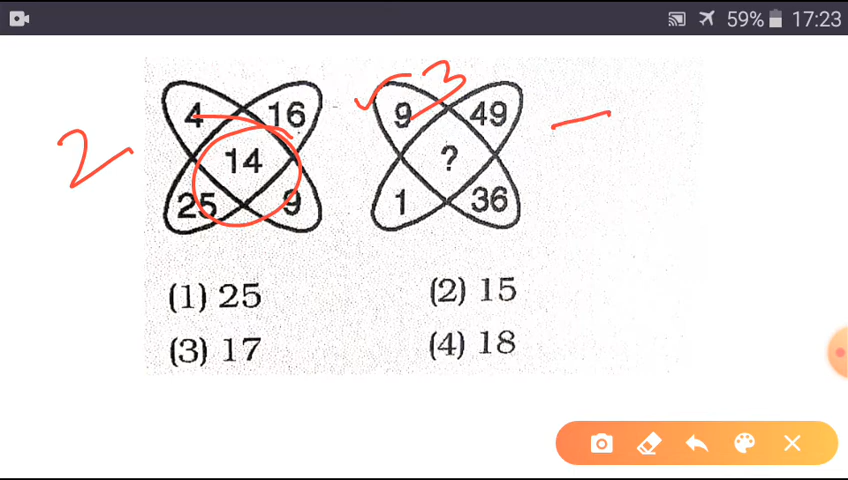 59% 17:23
√ 3
4 16 9 49
2 14 ? —
25 9 1 36
(1) 25 (2) 15
(3) 17 (4) 18